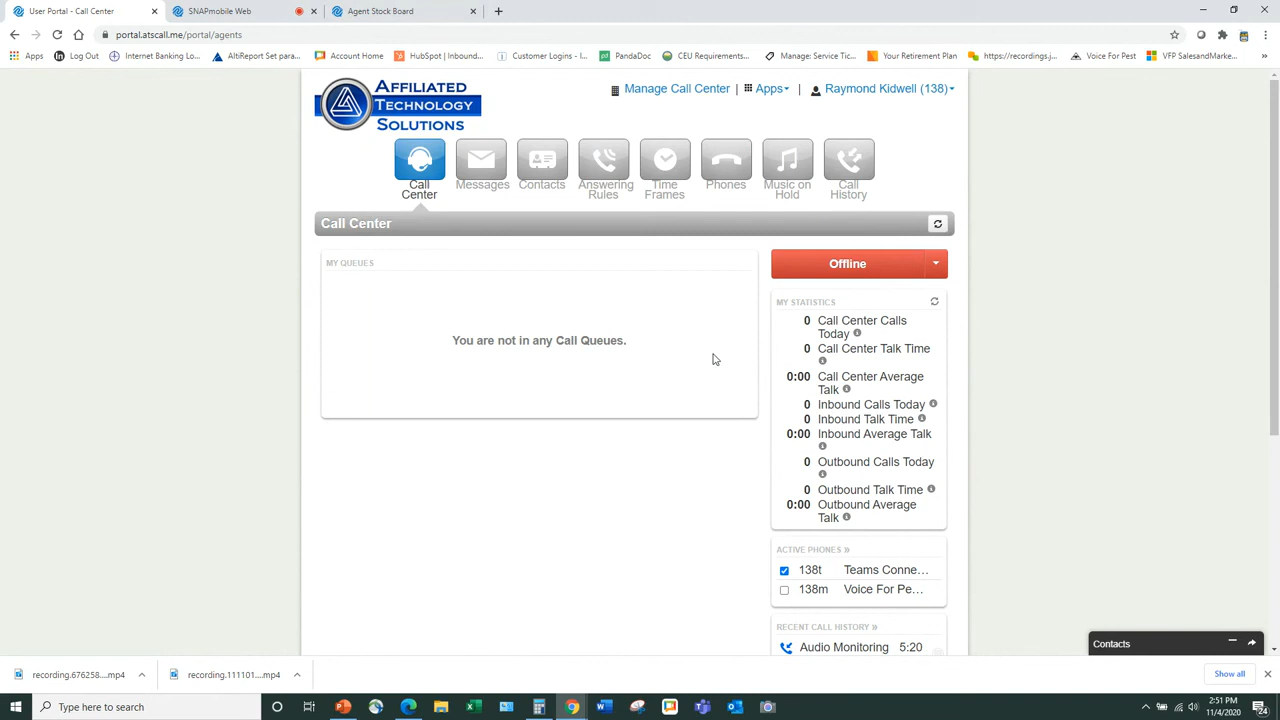 User Portal - Call Center
SNAPmobile Web
Agent Stock Board
portal.atscall.me/portal/agents
Apps
Log Out
Internet Banking Lo...
AltiReport Set para...
Account Home
HubSpot | Inbound...
Customer Logins - I...
PandaDoc
CEU Requirements...
Manage: Service Tic...
Your Retirement Plan
https://recordings.j...
Voice For Pest
VFP SalesandMarke...
AFFILIATED
TECHNOLOGY
SOLUTIONS
Manage Call Center | Apps | Raymond Kidwell (138)
Call Center
Messages
Contacts
Answering Rules
Time Frames
Phones
Music on Hold
Call History
Call Center
MY QUEUES
You are not in any Call Queues.
Offline
MY STATISTICS
0 Call Center Calls Today
0 Call Center Talk Time
0:00 Call Center Average Talk
0 Inbound Calls Today
0 Inbound Talk Time
0:00 Inbound Average Talk
0 Outbound Calls Today
0 Outbound Talk Time
0:00 Outbound Average Talk
ACTIVE PHONES »
138t Teams Conne...
138m Voice For Pe...
RECENT CALL HISTORY »
Audio Monitoring 5:20
Contacts
recording.676258....mp4
recording.111101....mp4
Show all
Type here to search
2:51 PM
11/4/2020
24